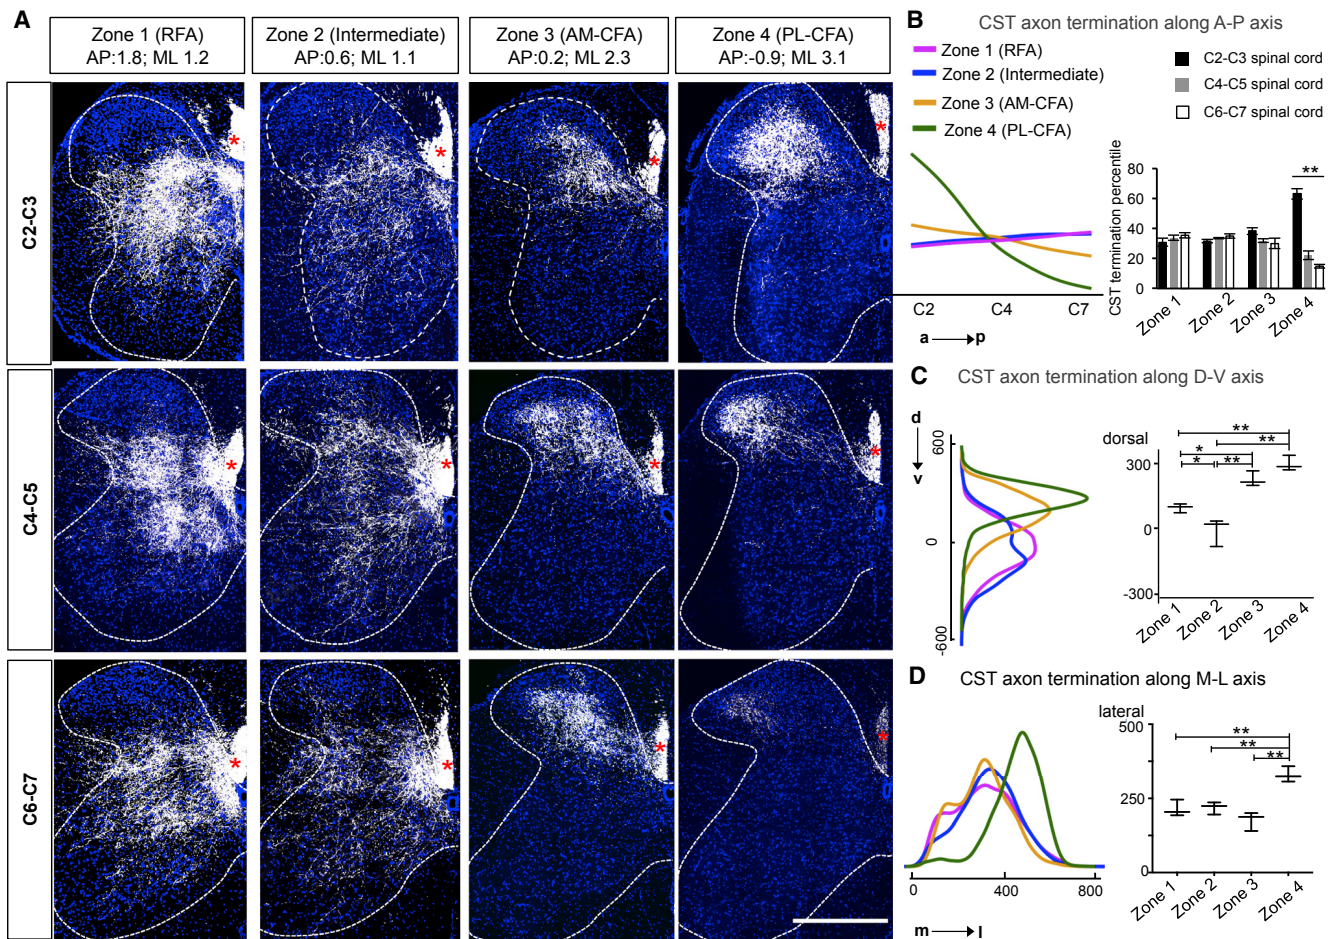 A
Zone 1 (RFA)
AP:1.8; ML 1.2
Zone 2 (Intermediate)
AP:0.6; ML 1.1
Zone 3 (AM-CFA)
AP:0.2; ML 2.3
Zone 4 (PL-CFA)
AP:-0.9; ML 3.1
C2-C3
*
*
*
*
C4-C5
*
*
*
*
C6-C7
*
*
*
*
B
CST axon termination along A-P axis
Zone 1 (RFA)
Zone 2 (Intermediate)
Zone 3 (AM-CFA)
Zone 4 (PL-CFA)
C2 C4 C7
a p
C2-C3 spinal cord
C4-C5 spinal cord
C6-C7 spinal cord
CST termination percentile
80
60
40
20
0
**
Zone 1 Zone 2 Zone 3 Zone 4
C
CST axon termination along D-V axis
d
v
600
0
-600
dorsal
300
0
-300
**
**
*
* **
Zone 1 Zone 2 Zone 3 Zone 4
D
CST axon termination along M-L axis
0 400 800
m l
lateral
500
250
0
**
**
**
Zone 1 Zone 2 Zone 3 Zone 4